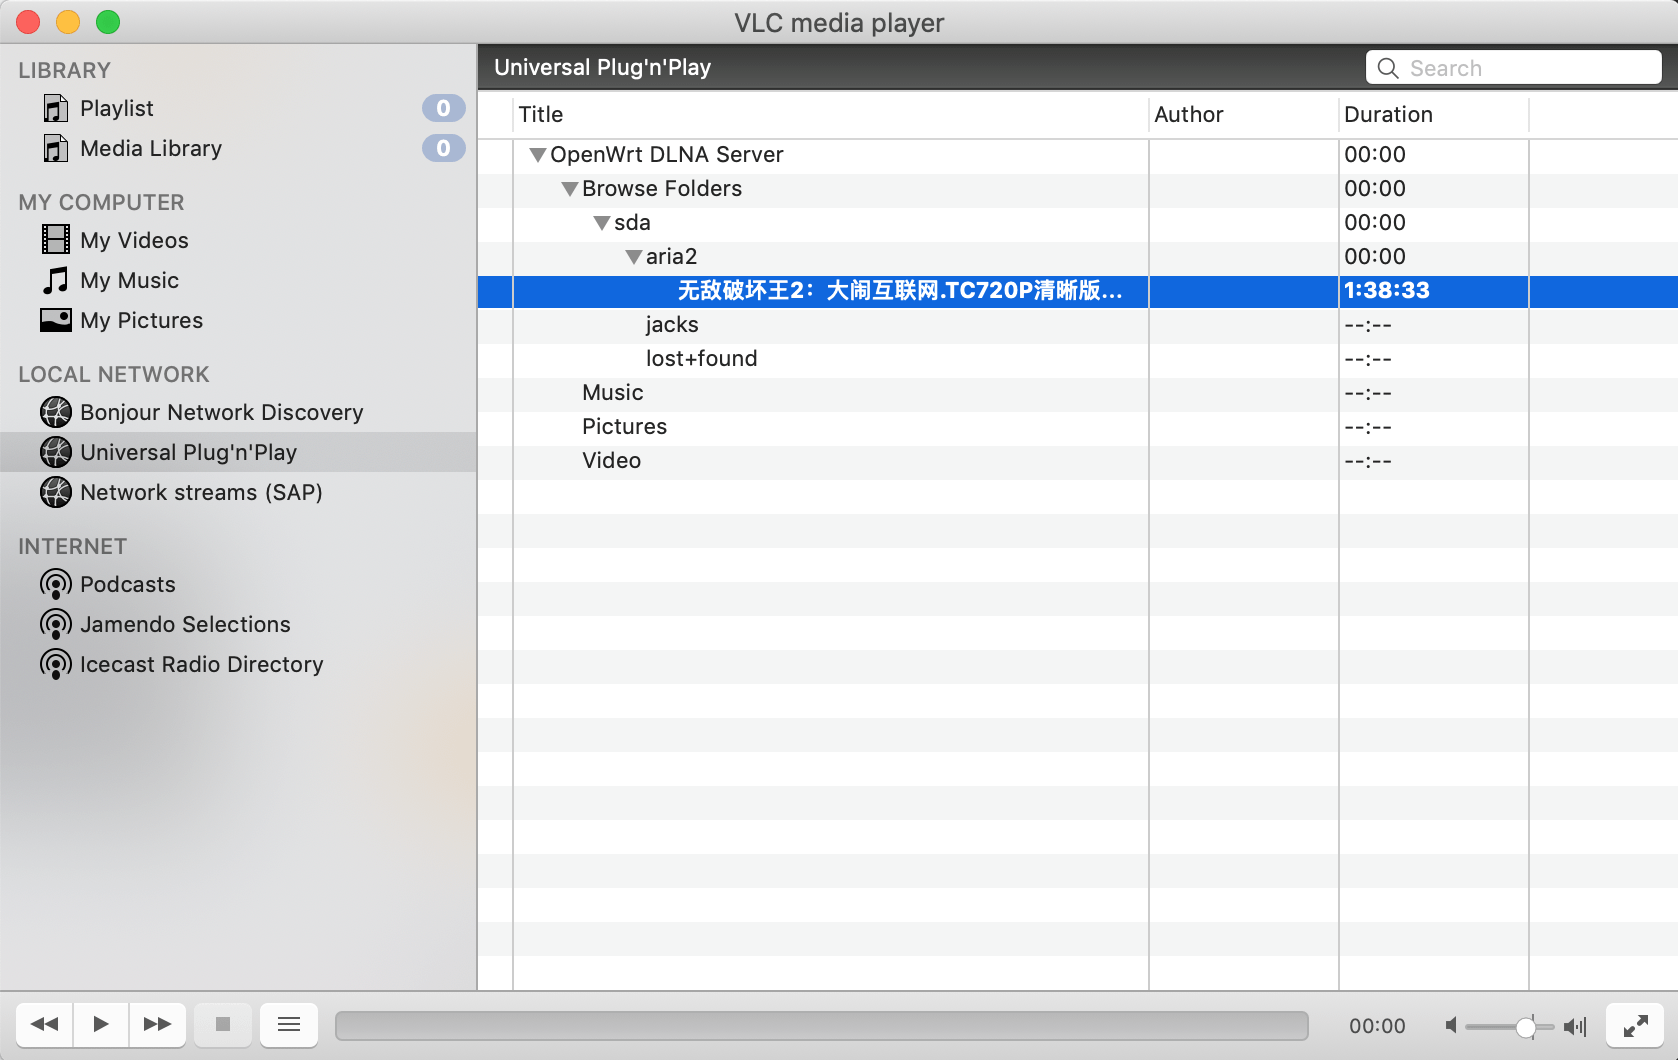 VLC media player
LIBRARY
Playlist 0
Media Library 0
MY COMPUTER
My Videos
My Music
My Pictures
LOCAL NETWORK
Bonjour Network Discovery
Universal Plug'n'Play
Network streams (SAP)
INTERNET
Podcasts
Jamendo Selections
Icecast Radio Directory
Universal Plug'n'Play Search
Title Author Duration
OpenWrt DLNA Server 00:00
Browse Folders 00:00
sda 00:00
aria2 00:00
无敌破坏王2：大闹互联网.TC720P清晰版... 1:38:33
jacks --:--
lost+found --:--
Music --:--
Pictures --:--
Video --:--
00:00